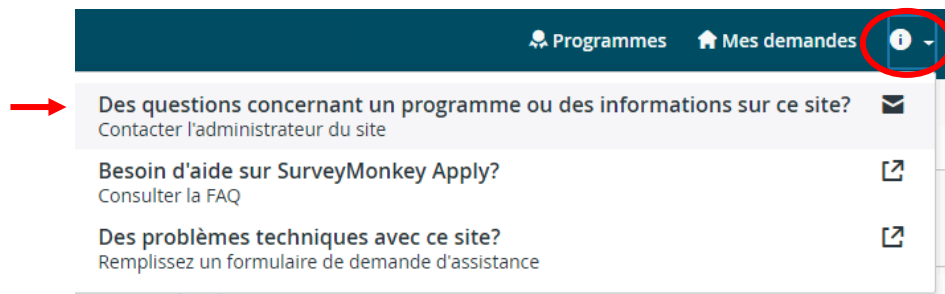 Programmes Mes demandes
Des questions concernant un programme ou des informations sur ce site?
Contacter l'administrateur du site
Besoin d'aide sur SurveyMonkey Apply?
Consulter la FAQ
Des problèmes techniques avec ce site?
Remplissez un formulaire de demande d'assistance